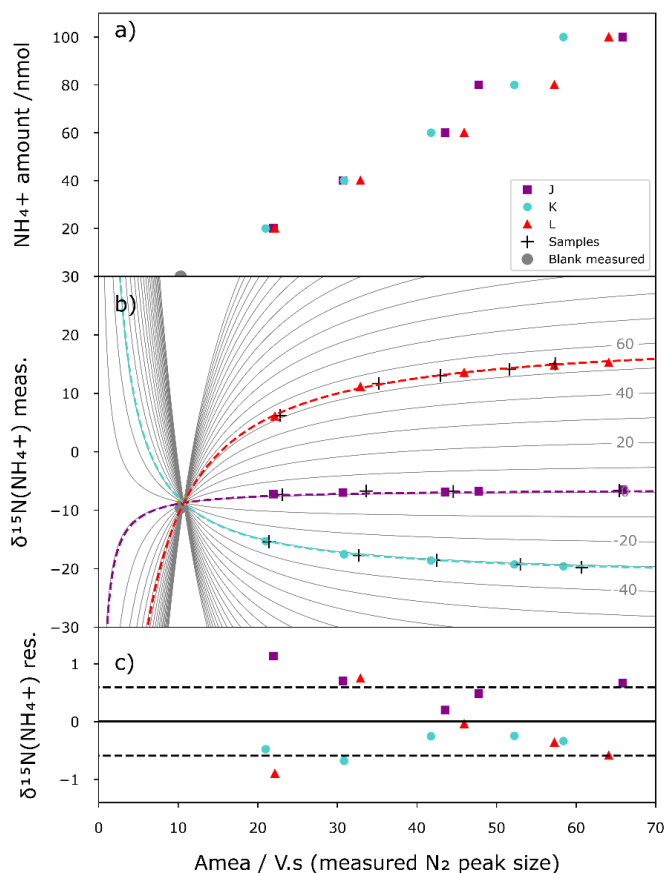 a)
NH₄+ amount /nmol
100
80
60
40
20
J
K
L
Samples
Blank measured
b)
δ¹⁵N(NH₄+) meas.
30
20
10
0
−10
−20
−30
60
40
20
0
-20
-40
c)
δ¹⁵N(NH₄+) res.
1
0
−1
0
10
20
30
40
50
60
70
Amea / V.s (measured N₂ peak size)